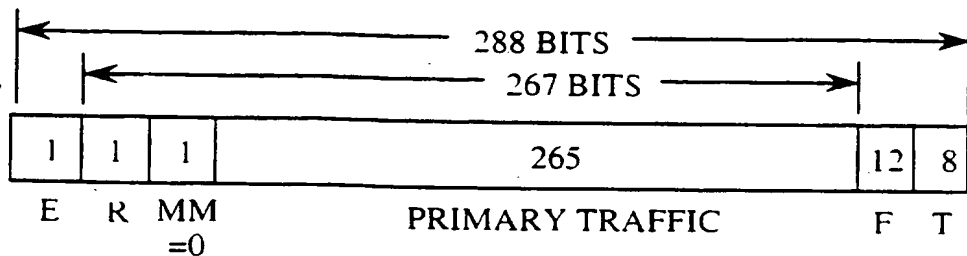 288 BITS
267 BITS
1 1 1 265 12 8
E R MM PRIMARY TRAFFIC F T
=0